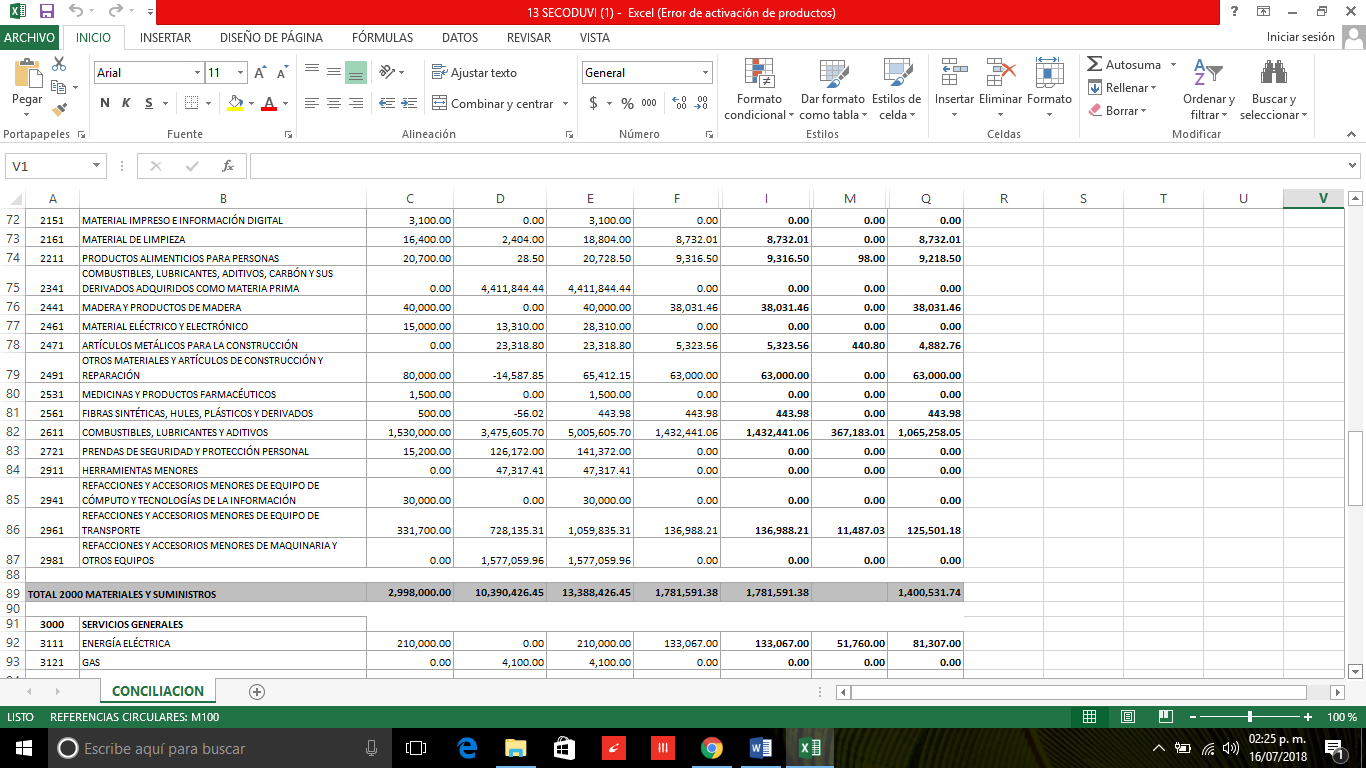 13 SECODUVI (1) - Excel (Error de activación de productos)
ARCHIVO INICIO INSERTAR DISEÑO DE PÁGINA FÓRMULAS DATOS REVISAR VISTA Iniciar sesión
Pegar
Arial 11
N K S
Ajustar texto
Combinar y centrar
General
$ % 000
Formato condicional
Dar formato como tabla
Estilos de celda
Insertar Eliminar Formato
Autosuma
Rellenar
Borrar
Ordenar y filtrar
Buscar y seleccionar
Portapapeles Fuente Alineación Número Estilos Celdas Modificar
V1 fx
A B C D E F I M Q R S T U V
72 2151 MATERIAL IMPRESO E INFORMACIÓN DIGITAL 3,100.00 0.00 3,100.00 0.00 0.00 0.00 0.00
73 2161 MATERIAL DE LIMPIEZA 16,400.00 2,404.00 18,804.00 8,732.01 8,732.01 0.00 8,732.01
74 2211 PRODUCTOS ALIMENTICIOS PARA PERSONAS 20,700.00 28.50 20,728.50 9,316.50 9,316.50 98.00 9,218.50
COMBUSTIBLES, LUBRICANTES, ADITIVOS, CARBÓN Y SUS
75 2341 DERIVADOS ADQUIRIDOS COMO MATERIA PRIMA 0.00 4,411,844.44 4,411,844.44 0.00 0.00 0.00 0.00
76 2441 MADERA Y PRODUCTOS DE MADERA 40,000.00 0.00 40,000.00 38,031.46 38,031.46 0.00 38,031.46
77 2461 MATERIAL ELÉCTRICO Y ELECTRÓNICO 15,000.00 13,310.00 28,310.00 0.00 0.00 0.00 0.00
78 2471 ARTÍCULOS METÁLICOS PARA LA CONSTRUCCIÓN 0.00 23,318.80 23,318.80 5,323.56 5,323.56 440.80 4,882.76
OTROS MATERIALES Y ARTÍCULOS DE CONSTRUCCIÓN Y
79 2491 REPARACIÓN 80,000.00 -14,587.85 65,412.15 63,000.00 63,000.00 0.00 63,000.00
80 2531 MEDICINAS Y PRODUCTOS FARMACÉUTICOS 1,500.00 0.00 1,500.00 0.00 0.00 0.00 0.00
81 2561 FIBRAS SINTÉTICAS, HULES, PLÁSTICOS Y DERIVADOS 500.00 -56.02 443.98 443.98 443.98 0.00 443.98
82 2611 COMBUSTIBLES, LUBRICANTES Y ADITIVOS 1,530,000.00 3,475,605.70 5,005,605.70 1,432,441.06 1,432,441.06 367,183.01 1,065,258.05
83 2721 PRENDAS DE SEGURIDAD Y PROTECCIÓN PERSONAL 15,200.00 126,172.00 141,372.00 0.00 0.00 0.00 0.00
84 2911 HERRAMIENTAS MENORES 0.00 47,317.41 47,317.41 0.00 0.00 0.00 0.00
REFACCIONES Y ACCESORIOS MENORES DE EQUIPO DE
85 2941 CÓMPUTO Y TECNOLOGÍAS DE LA INFORMACIÓN 30,000.00 0.00 30,000.00 0.00 0.00 0.00 0.00
REFACCIONES Y ACCESORIOS MENORES DE EQUIPO DE
86 2961 TRANSPORTE 331,700.00 728,135.31 1,059,835.31 136,988.21 136,988.21 11,487.03 125,501.18
REFACCIONES Y ACCESORIOS MENORES DE MAQUINARIA Y
87 2981 OTROS EQUIPOS 0.00 1,577,059.96 1,577,059.96 0.00 0.00 0.00 0.00
88
89 TOTAL 2000 MATERIALES Y SUMINISTROS 2,998,000.00 10,390,426.45 13,388,426.45 1,781,591.38 1,781,591.38 1,400,531.74
90
91 3000 SERVICIOS GENERALES
92 3111 ENERGÍA ELÉCTRICA 210,000.00 0.00 210,000.00 133,067.00 133,067.00 51,760.00 81,307.00
93 3121 GAS 0.00 4,100.00 4,100.00 0.00 0.00 0.00 0.00
CONCILIACION
LISTO REFERENCIAS CIRCULARES: M100 100 %
Escribe aquí para buscar
02:25 p. m.
16/07/2018
1